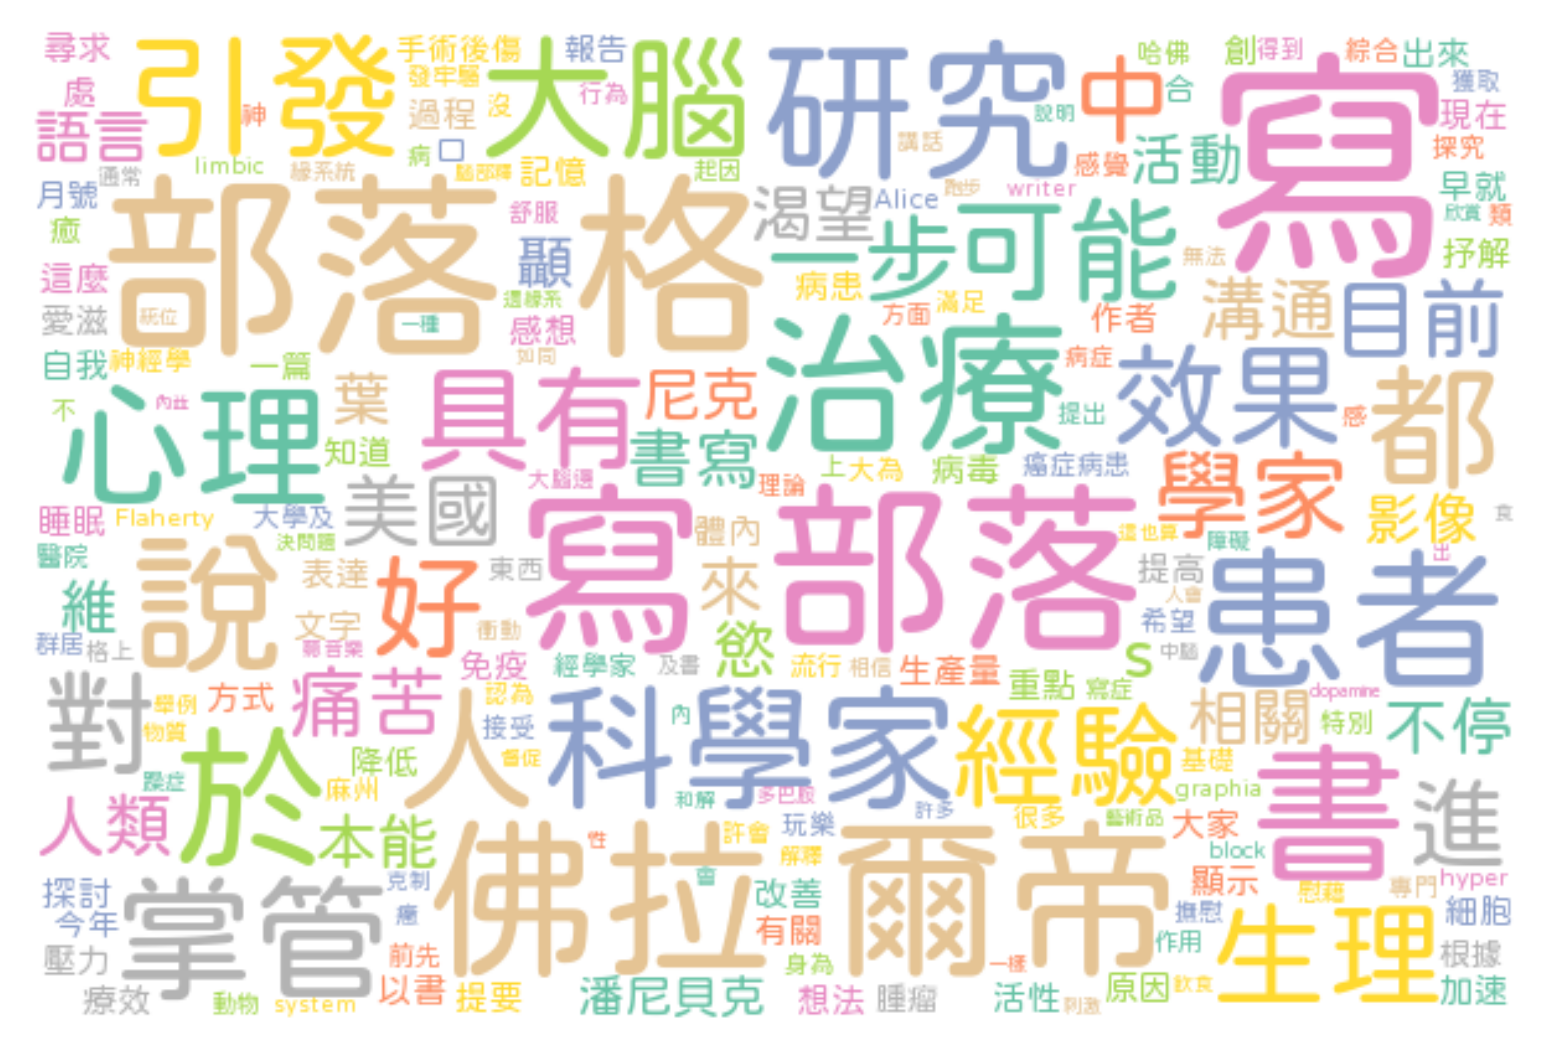 尋求
引發
手術後傷
大腦
報告
研究
中
哈佛
創
得到
綜合
出來
寫
處
神
發牢騷
過程
沒
行為
說明
合
獲取
現在
語言
通常
limbic
緣系統
病
口
記憶
講話
起因
感覺
活動
探究
月號
部落格
舒服
渴望
Alice
跑步
writer
早就
欣賞
類
癒
顳
一步
可能
無法
抒解
這麼
邊緣系
病患
方面
滿足
作者
溝通
目前
愛滋
統位
一種
感想
自我
神經學
一篇
如同
治療
病症
效果
都
不
心理
葉
具有
尼克
提出
感
知道
書寫
上
大為
病毒
癌症病患
學家
睡眠
Flaherty
大學及
美國
大腦邊
理論
影像
食
醫院
決問題
說
寫部落
體內
這也算
障礙
出
維
表達
好
東西
來
提高
人會
患者
文字
衝動
希望
群居
格上
慾
s
中腦
免疫
經學家
及書
流行
相信
生產量
重點
寫症
dopamine
對
舉例
方式
痛苦
人
認為
科學家
內
經驗
相關
特別
不停
物質
接受
督促
躁症
降低
麻州
和解
多巴胺
基礎
graphia
書
進
人類
於
本能
許多
很多
藝術品
大家
佛拉爾帝
性
許會
玩樂
解釋
block
顯示
hyper
探討
掌管
克制
會
改善
慰藉
專門
今年
有關
撫慰
細胞
壓力
前先
身為
一樣
作用
生理
根據
療效
動物
system
以書
提要
潘尼貝克
想法
腫瘤
活性
刺激
原因
飲食
加速